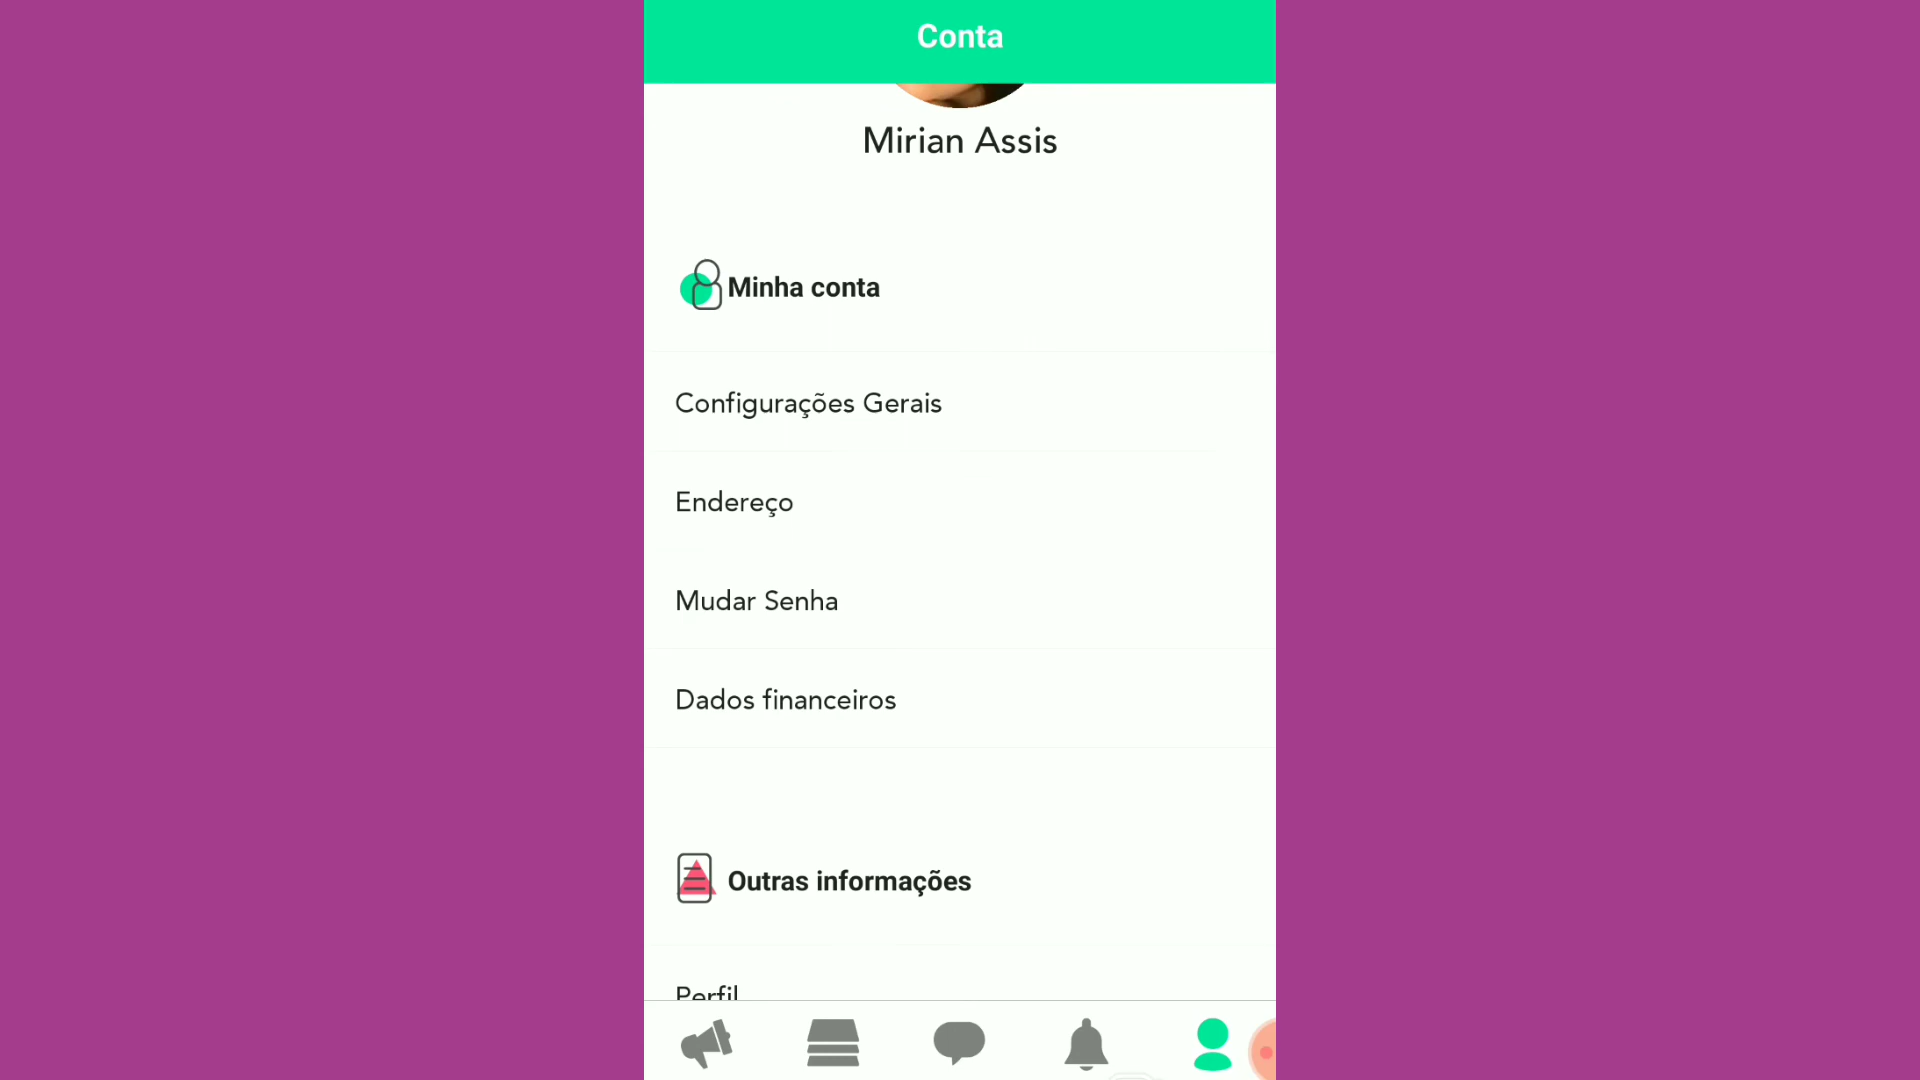 Conta
Mirian Assis
Minha conta
Configurações Gerais
Endereço
Mudar Senha
Dados financeiros
Outras informações
Perfil